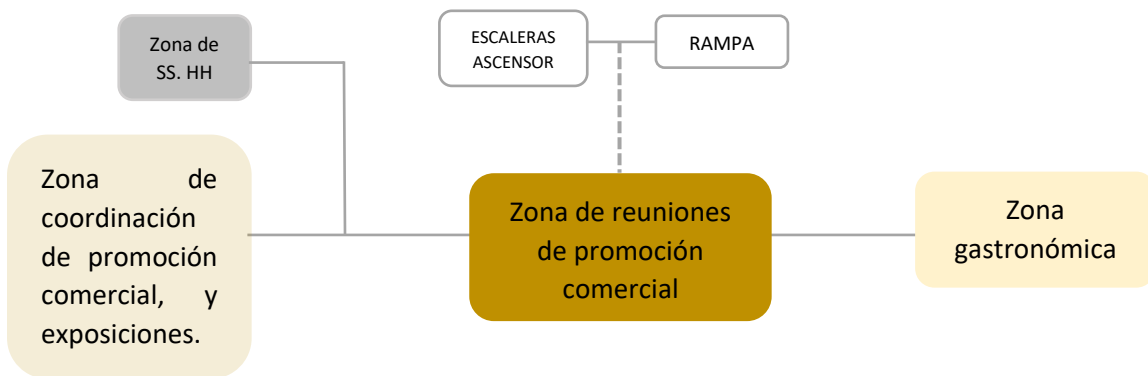 Zona de
SS. HH
ESCALERAS
ASCENSOR
RAMPA
Zona de
coordinación
de promoción
comercial, y
exposiciones.
Zona de reuniones
de promoción
comercial
Zona
gastronómica